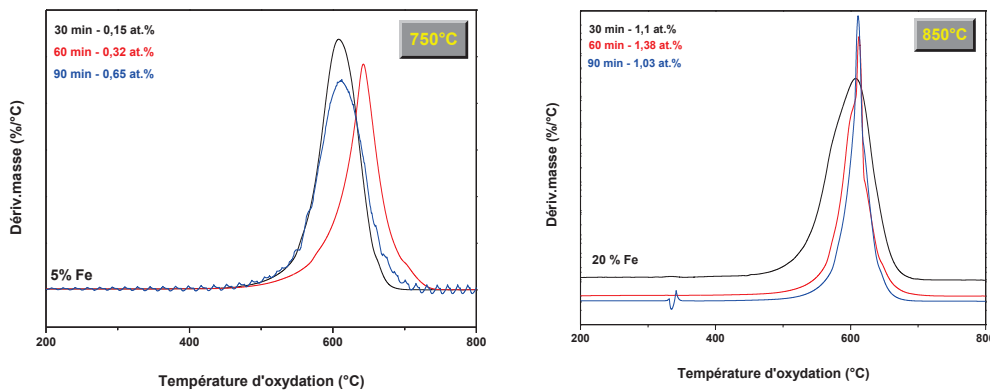 30 min - 0,15 at.%
60 min - 0,32 at.%
90 min - 0,65 at.%
750°C
Dériv.masse (%/°C)
5% Fe
200 400 600 800
Température d'oxydation (°C)
30 min - 1,1 at.%
60 min - 1,38 at.%
90 min - 1,03 at.%
850°C
Dériv.masse (%/°C)
20 % Fe
200 400 600 800
Température d'oxydation (°C)